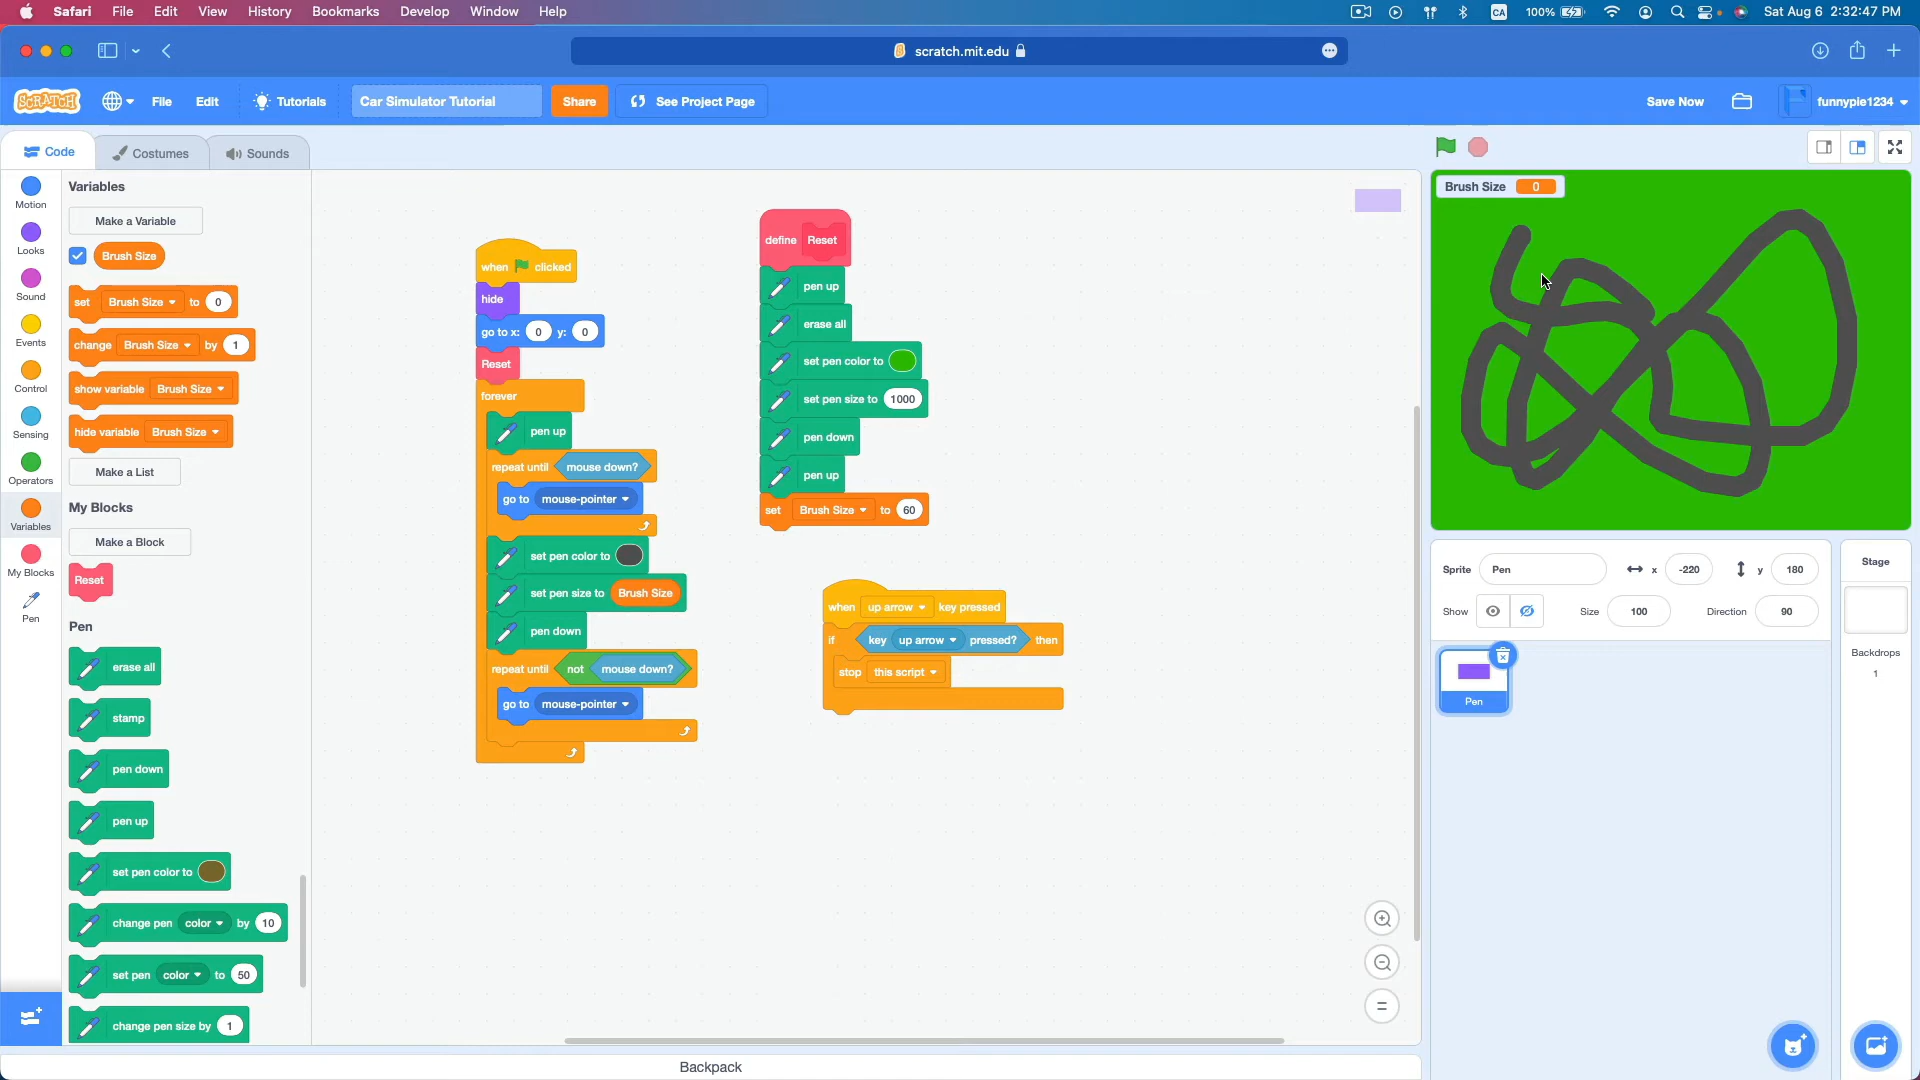 Safari File Edit View History Bookmarks Develop Window Help CA 100% Sat Aug 6 2:32:47 PM
scratch.mit.edu
SCRATCH File Edit Tutorials Car Simulator Tutorial Share See Project Page Save Now funnypie1234
Code Costumes Sounds
Motion
Looks
Sound
Events
Control
Sensing
Operators
Variables
My Blocks
Pen
Variables
Make a Variable
Brush Size
set Brush Size to 0
change Brush Size by 1
show variable Brush Size
hide variable Brush Size
Make a List
My Blocks
Make a Block
Reset
Pen
erase all
stamp
pen down
pen up
set pen color to
change pen color by 10
set pen color to 50
change pen size by 1
when clicked
hide
go to x: 0 y: 0
Reset
forever
pen up
repeat until mouse down?
go to mouse-pointer
set pen color to
set pen size to Brush Size
pen down
repeat until not mouse down?
go to mouse-pointer
define Reset
pen up
erase all
set pen color to
set pen size to 1000
pen down
pen up
set Brush Size to 60
when up arrow key pressed
if key up arrow pressed? then
stop this script
Brush Size 0
Sprite Pen x -220 y 180
Show Size 100 Direction 90
Pen
Stage
Backdrops
1
Backpack